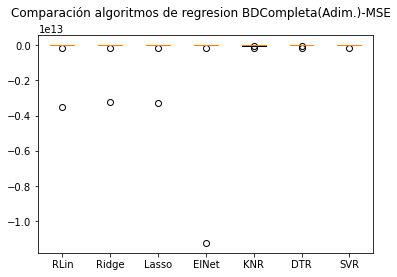 Comparación algoritmos de regresion BDCompleta(Adim.)-MSE
1e13
0.0
−0.2
−0.4
−0.6
−0.8
−1.0
RLin Ridge Lasso ElNet KNR DTR SVR